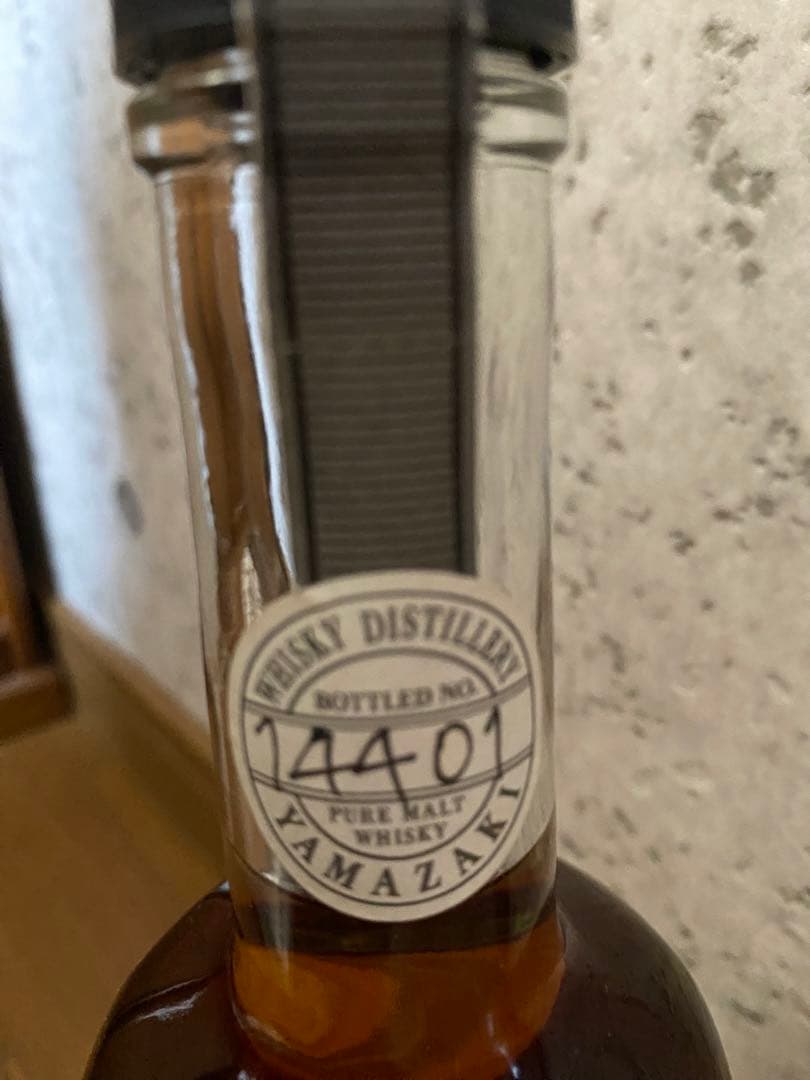 WHISKY DISTILLERY
BOTTLED NO.
14401
PURE MALT
WHISKY
YAMAZAKI